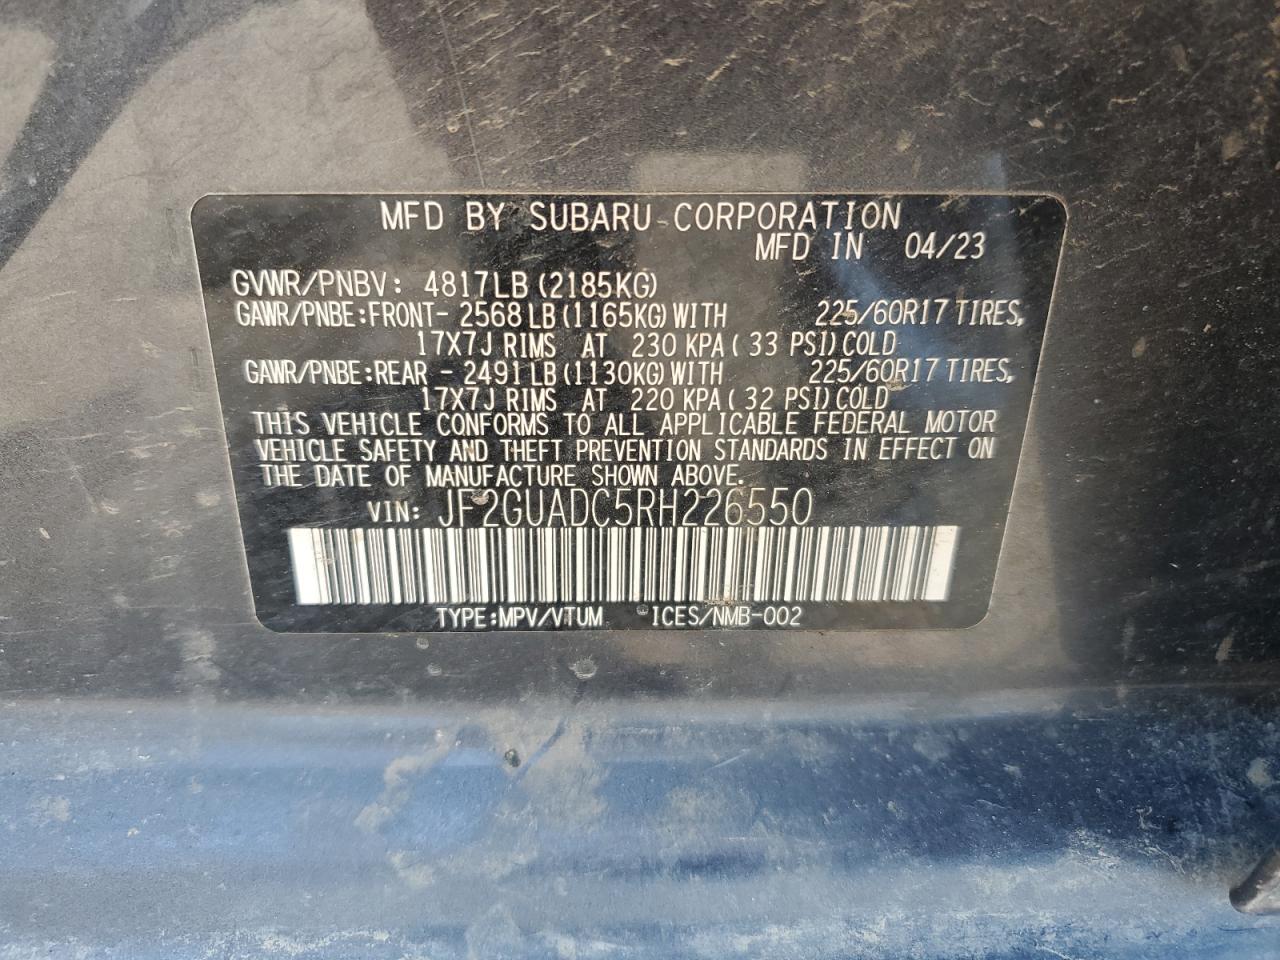 MFD BY SUBARU CORPORATION
MFD IN 04/23
GVWR/PNBV: 4817LB (2185KG)
GAWR/PNBE:FRONT- 2568 LB (1165KG) WITH 225/60R17 TIRES,
17X7J RIMS AT 230 KPA ( 33 PSI) COLD
GAWR/PNBE:REAR - 2491 LB (1130KG) WITH 225/60R17 TIRES,
17X7J RIMS AT 220 KPA ( 32 PSI) COLD
THIS VEHICLE CONFORMS TO ALL APPLICABLE FEDERAL MOTOR
VEHICLE SAFETY AND THEFT PREVENTION STANDARDS IN EFFECT ON
THE DATE OF MANUFACTURE SHOWN ABOVE.
VIN: JF2GUADC5RH226550
TYPE:MPV/VTUM ICES/NMB-002